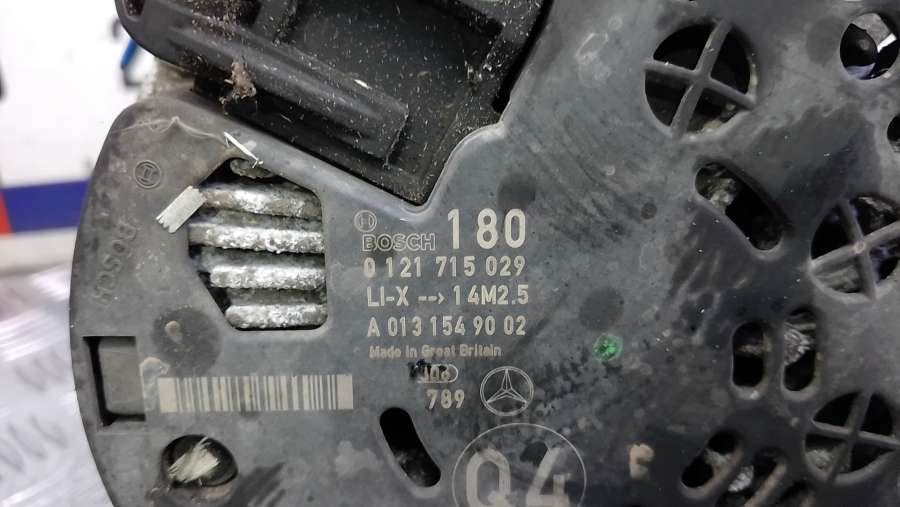 BOSCH
BOSCH 180
0 121 715 029
LI-X --> 14M2.5
A 013 154 90 02
Made in Great Britain
789
Q4
F